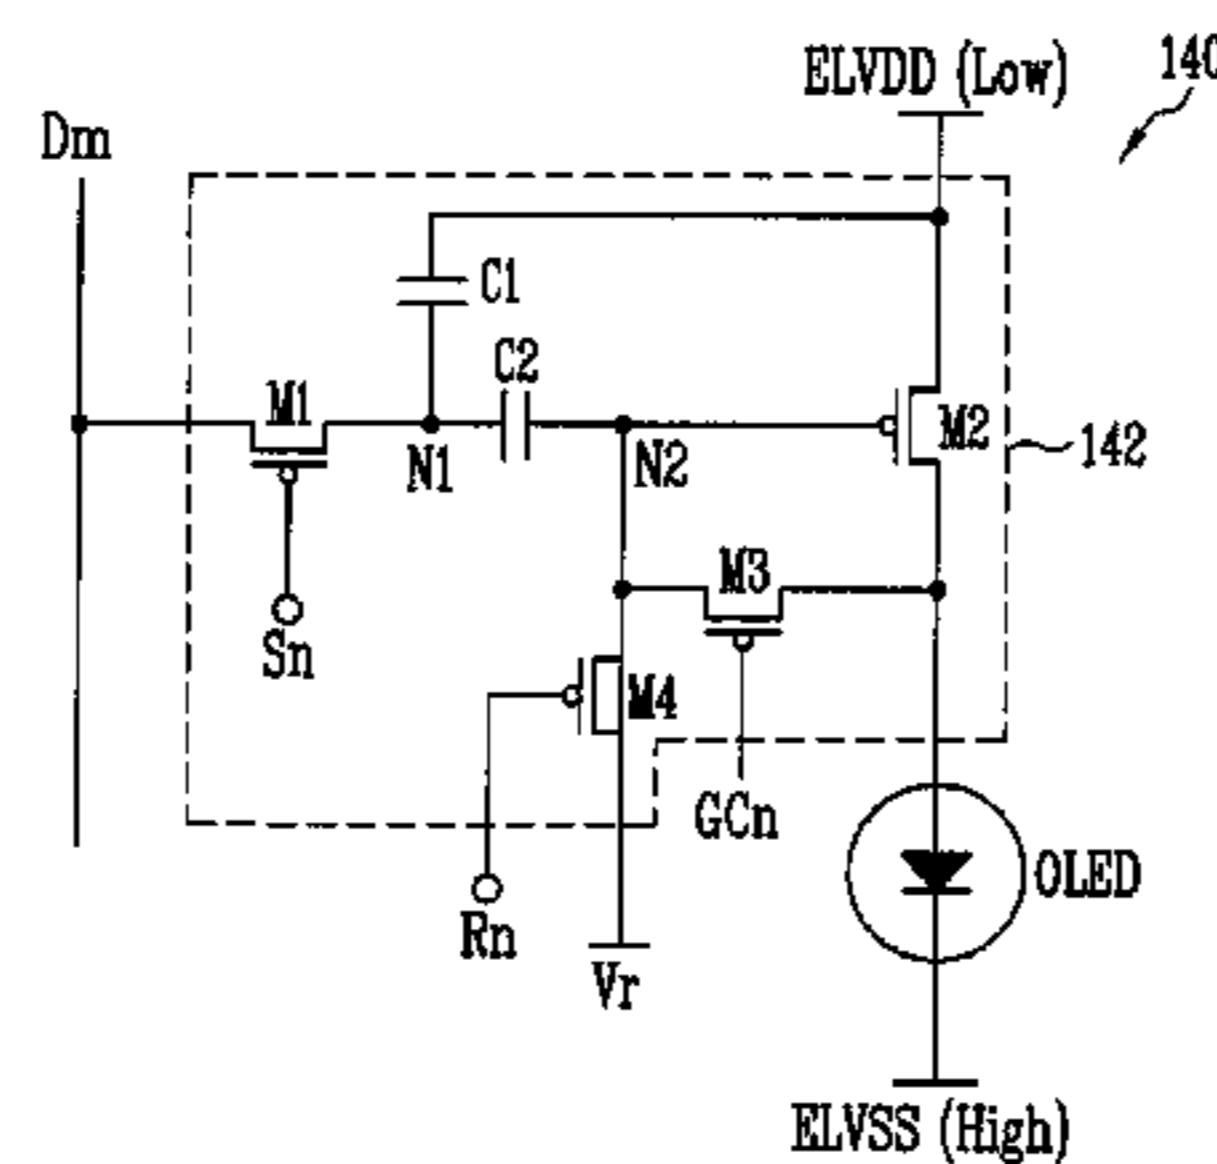 ELVDD (Low)
140
Dm
C1
C2
M1
M2
142
N1
N2
M3
Sn
M4
GCn
OLED
Rn
Vr
ELVSS (High)